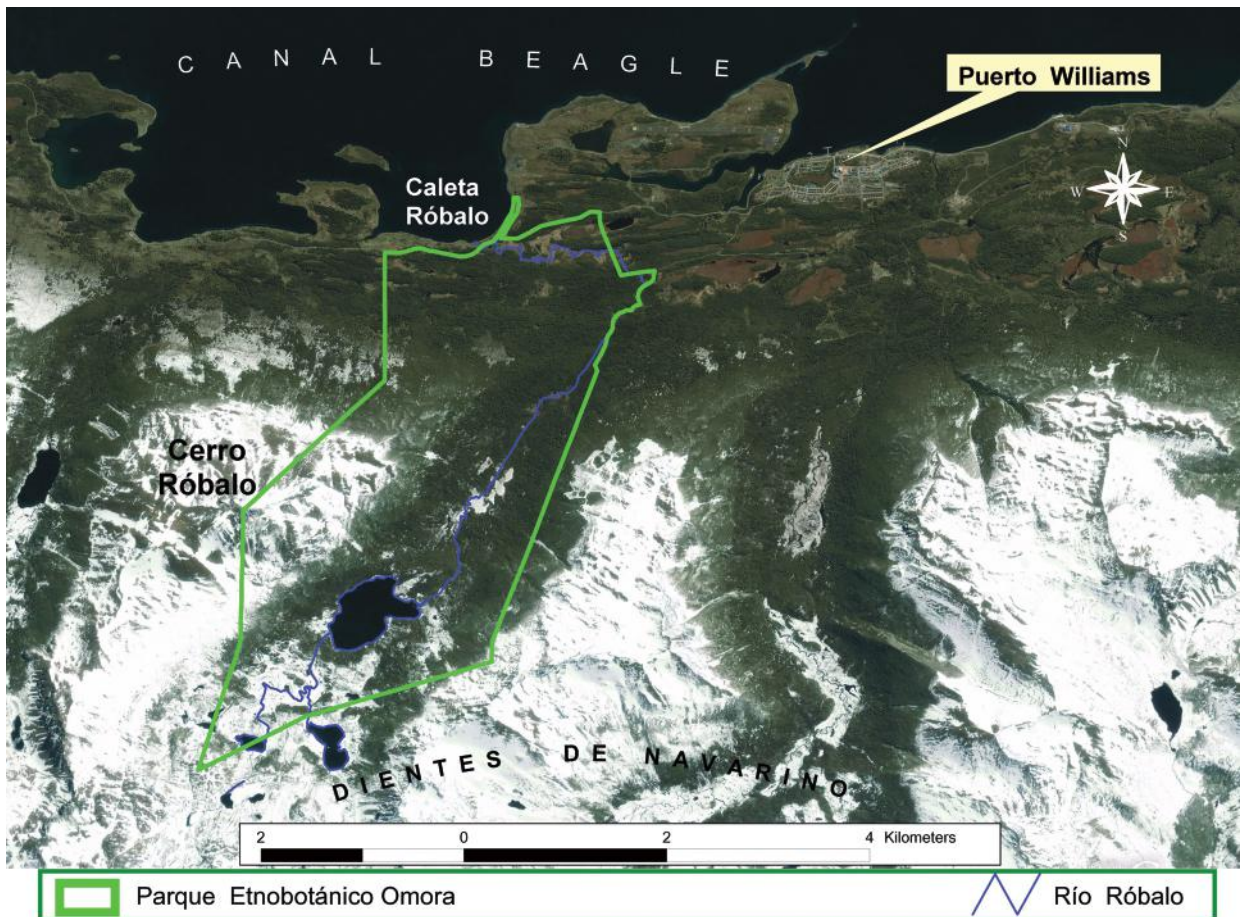 CANAL BEAGLE
Puerto Williams
N
W E
S
Caleta
Róbalo
Cerro
Róbalo
DIENTES DE NAVARINO
2 0 2 4 Kilometers
Parque Etnobotánico Omora
Río Róbalo